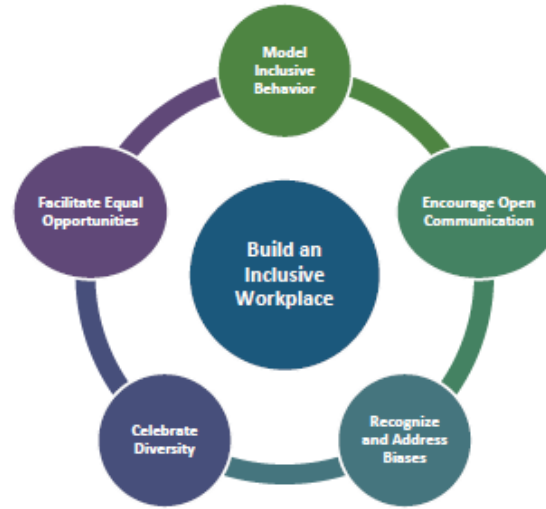 Model
Inclusive
Behavior
Facilitate Equal
Opportunities
Encourage Open
Communication
Build an
Inclusive
Workplace
Celebrate
Diversity
Recognize
and Address
Biases